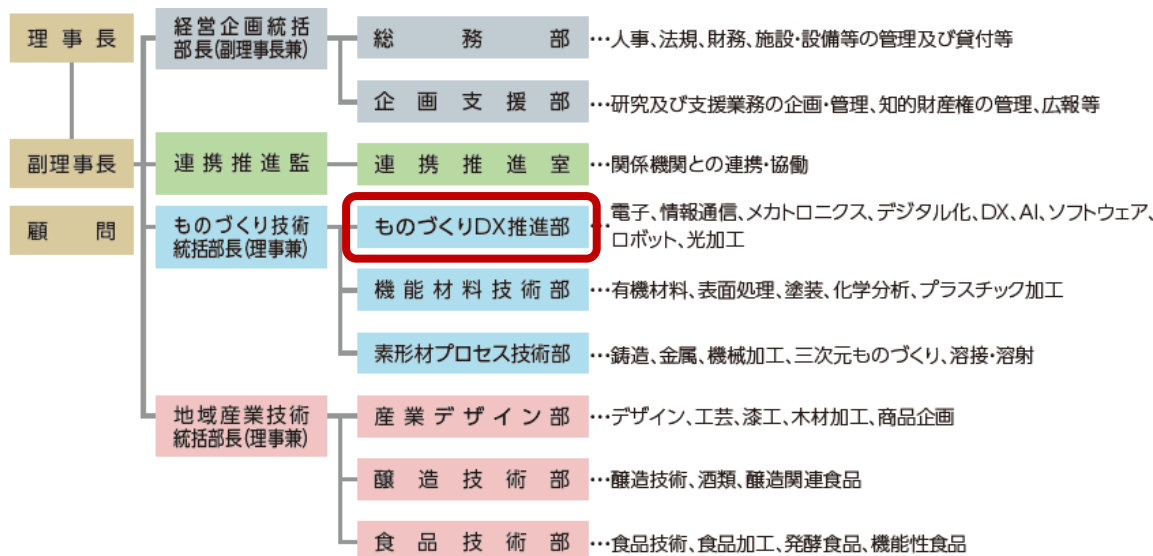 理事長
経営企画統括
部長(副理事長兼)
総務部
…人事、法規、財務、施設・設備等の管理及び貸付等
企画支援部
…研究及び支援業務の企画・管理、知的財産権の管理、広報等
副理事長
連携推進監
連携推進室
…関係機関との連携・協働
顧問
ものづくり技術
統括部長(理事兼)
ものづくりDX推進部
…電子、情報通信、メカトロニクス、デジタル化、DX、AI、ソフトウェア、
ロボット、光加工
機能材料技術部
…有機材料、表面処理、塗装、化学分析、プラスチック加工
素形材プロセス技術部
…鋳造、金属、機械加工、三次元ものづくり、溶接・溶射
地域産業技術
統括部長(理事兼)
産業デザイン部
…デザイン、工芸、漆工、木材加工、商品企画
醸造技術部
…醸造技術、酒類、醸造関連食品
食品技術部
…食品技術、食品加工、発酵食品、機能性食品